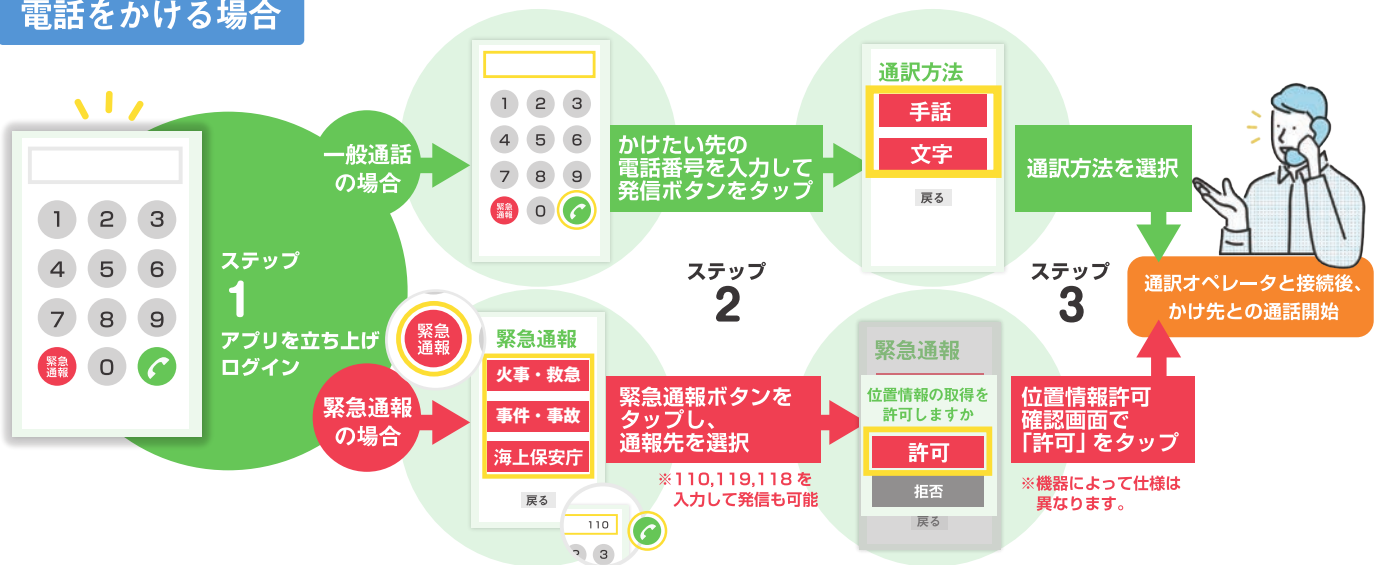 電話をかける場合
1 2 3
4 5 6
7 8 9
緊急
通報
0
ステップ
1
アプリを立ち上げ
ログイン
一般通話
の場合
1 2 3
4 5 6
7 8 9
緊急
通報
0
かけたい先の
電話番号を入力して
発信ボタンをタップ
通訳方法
手話
文字
戻る
通訳方法を選択
緊急通報
の場合
緊急
通報
緊急通報
火事・救急
事件・事故
海上保安庁
戻る
110
2 3
ステップ
2
緊急通報ボタンを
タップし、
通報先を選択
※110,119,118を
入力して発信も可能
緊急通報
位置情報の取得を
許可しますか
許可
拒否
戻る
ステップ
3
位置情報許可
確認画面で
「許可」をタップ
※機器によって仕様は
異なります。
通訳オペレータと接続後、
かけ先との通話開始